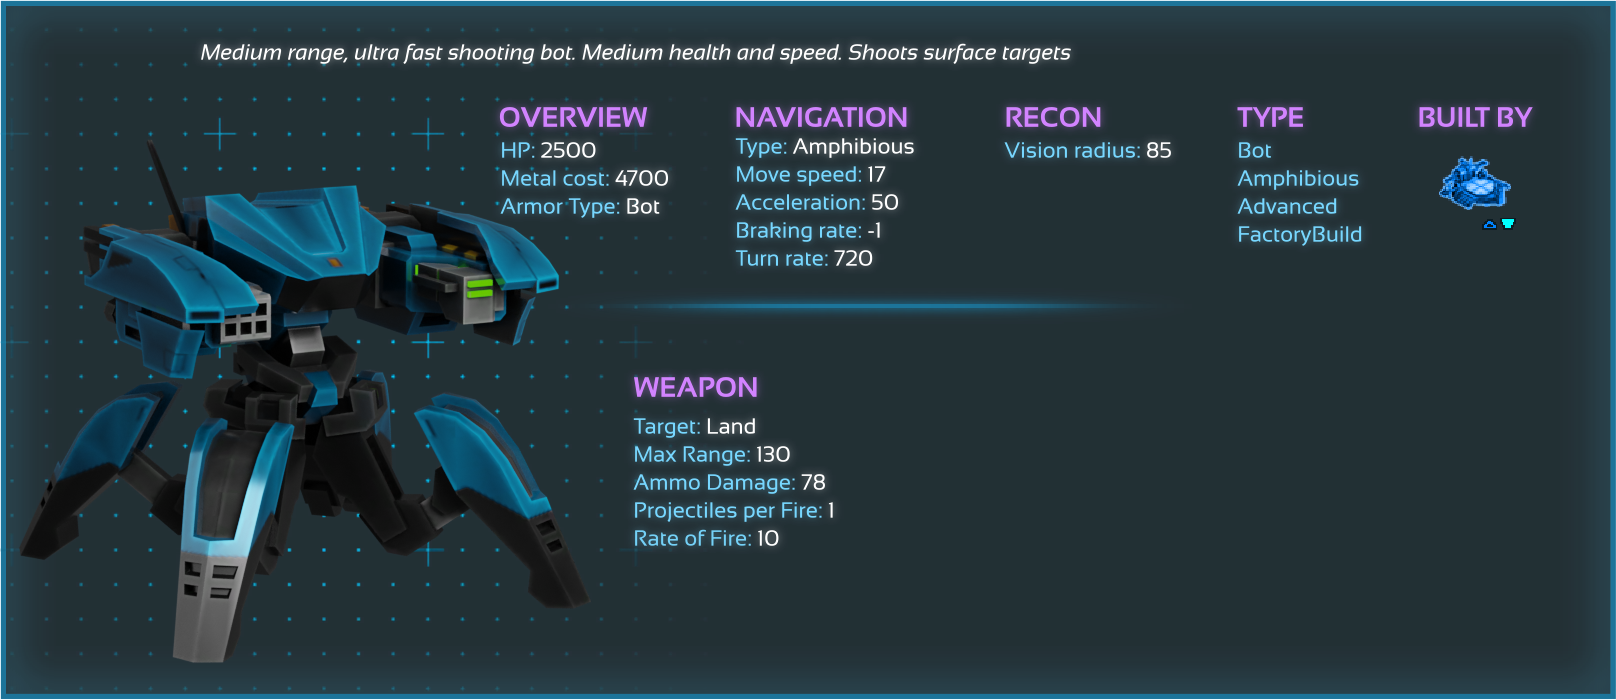 Medium range, ultra fast shooting bot. Medium health and speed. Shoots surface targets
OVERVIEW
HP: 2500
Metal cost: 4700
Armor Type: Bot
NAVIGATION
Type: Amphibious
Move speed: 17
Acceleration: 50
Braking rate: -1
Turn rate: 720
RECON
Vision radius: 85
TYPE
Bot
Amphibious
Advanced
FactoryBuild
BUILT BY
WEAPON
Target: Land
Max Range: 130
Ammo Damage: 78
Projectiles per Fire: 1
Rate of Fire: 10